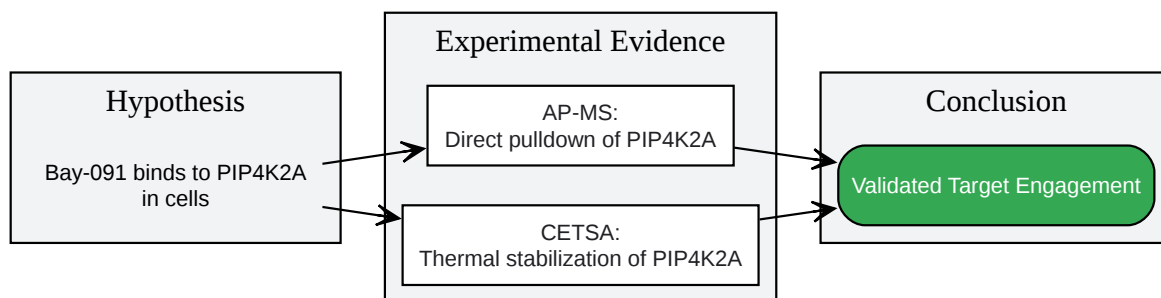 Hypothesis
Bay-091 binds to PIP4K2A
in cells
Experimental Evidence
AP-MS:
Direct pulldown of PIP4K2A
CETSA:
Thermal stabilization of PIP4K2A
Conclusion
Validated Target Engagement